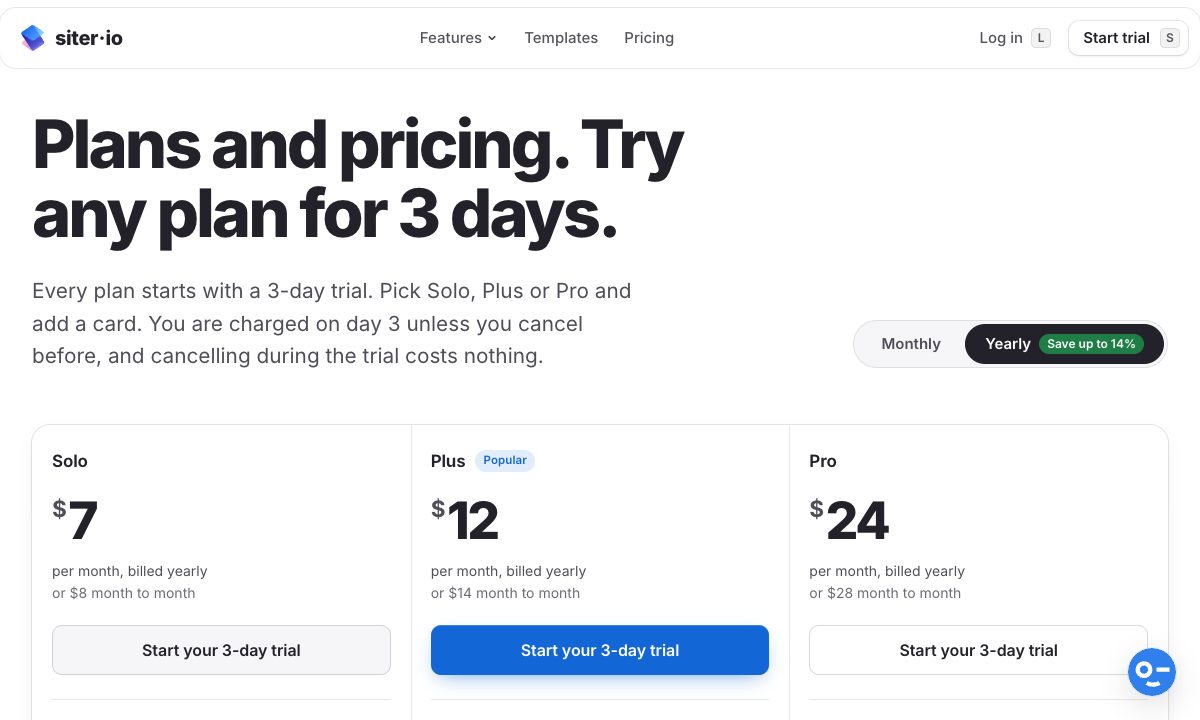 siter·io
Features
Templates
Pricing
Log in
L
Start trial
S
Plans and pricing. Try
any plan for 3 days.
Every plan starts with a 3-day trial. Pick Solo, Plus or Pro and
add a card. You are charged on day 3 unless you cancel
before, and cancelling during the trial costs nothing.
Monthly
Yearly
Save up to 14%
Solo
$7
per month, billed yearly
or $8 month to month
Start your 3-day trial
Plus
Popular
$12
per month, billed yearly
or $14 month to month
Start your 3-day trial
Pro
$24
per month, billed yearly
or $28 month to month
Start your 3-day trial